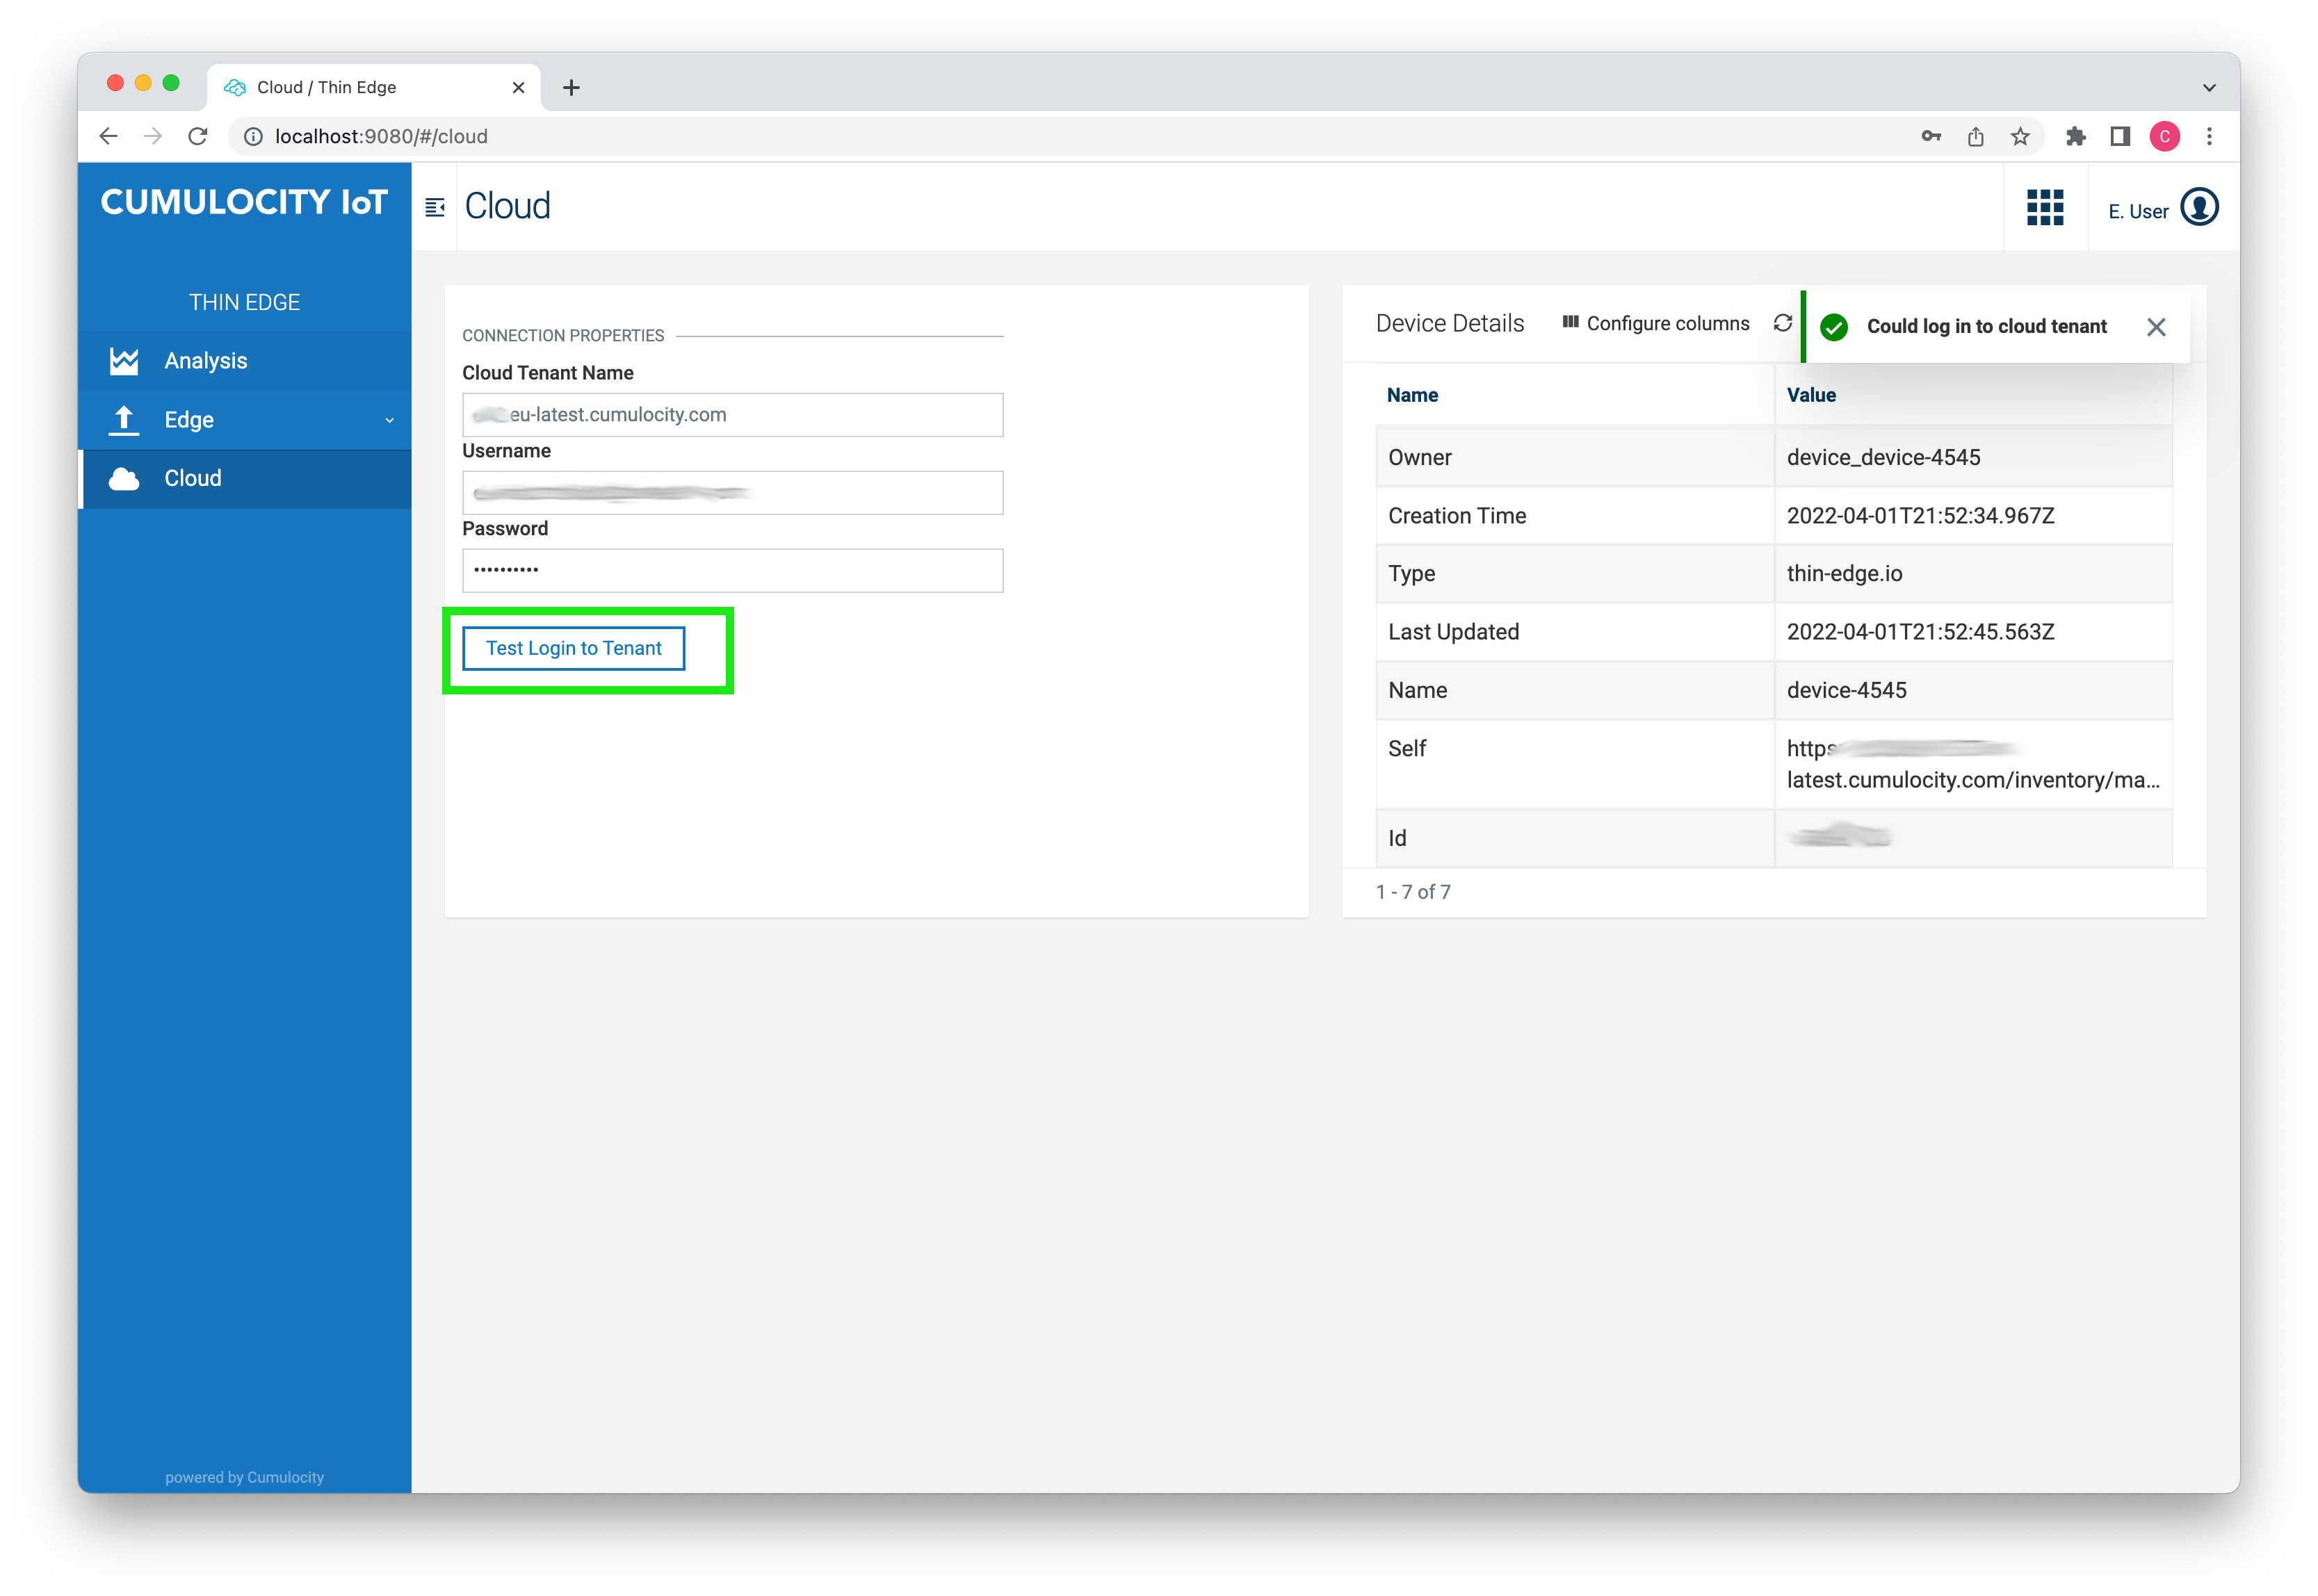 Cloud / Thin Edge
localhost:9080/#/cloud
C
CUMULOCITY IoT
Cloud
E. User
THIN EDGE
Analysis
Edge
Cloud
powered by Cumulocity
CONNECTION PROPERTIES
Cloud Tenant Name
eu-latest.cumulocity.com
Username
Password
••••••••••
Test Login to Tenant
Device Details
Configure columns
Could log in to cloud tenant
Name Value
Owner device_device-4545
Creation Time 2022-04-01T21:52:34.967Z
Type thin-edge.io
Last Updated 2022-04-01T21:52:45.563Z
Name device-4545
Self https
latest.cumulocity.com/inventory/ma...
Id
1 - 7 of 7